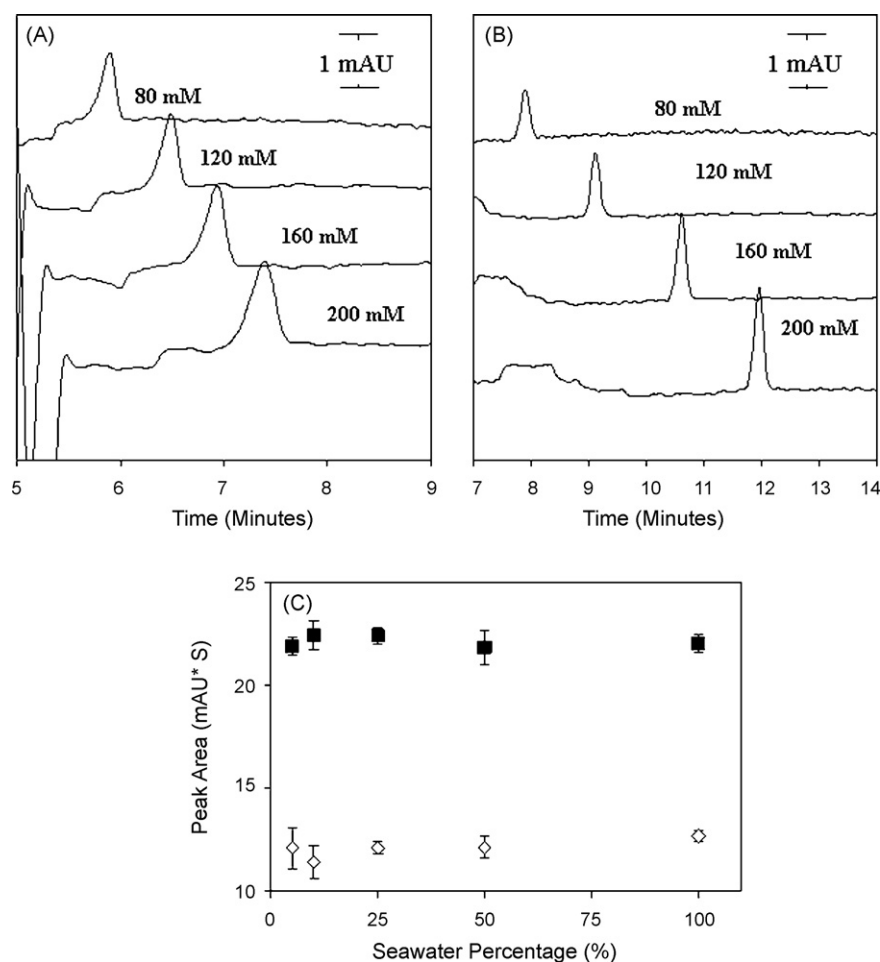 (A)
1 mAU
80 mM
120 mM
160 mM
200 mM
5 6 7 8 9
Time (Minutes)
(B)
1 mAU
80 mM
120 mM
160 mM
200 mM
7 8 9 10 11 12 13 14
Time (Minutes)
(C)
25
20
15
10
Peak Area (mAU* S)
0 25 50 75 100
Seawater Percentage (%)